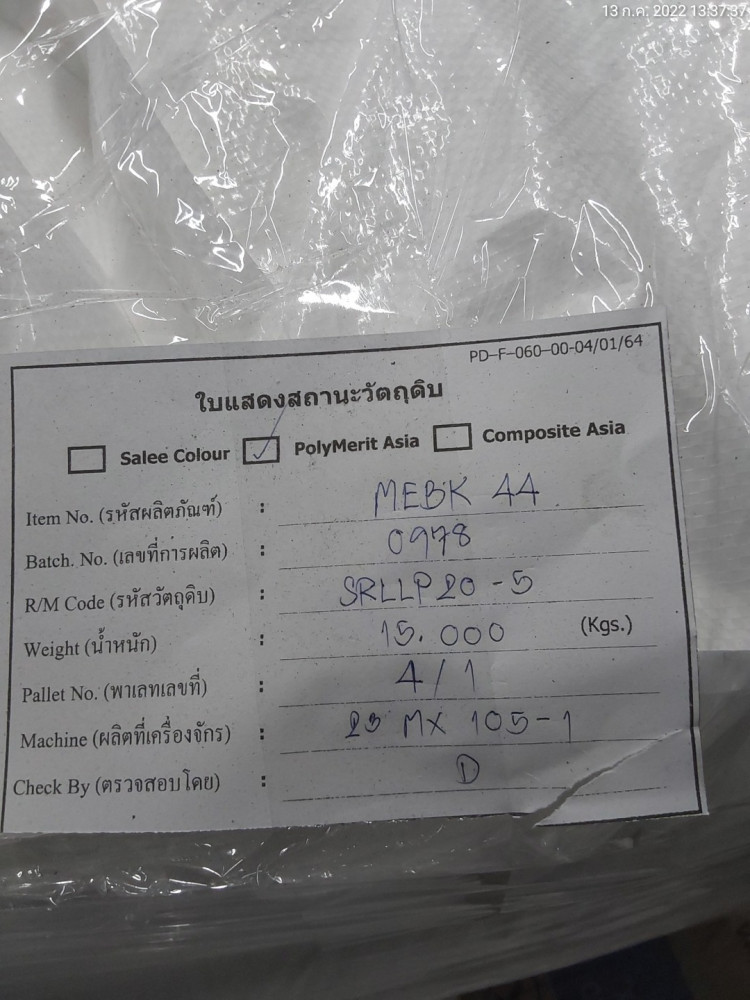 13 ก.ค. 2022 13:37:37
PD-F-060-00-04/01/64
ใบแสดงสถานะวัตถุดิบ
Salee Colour PolyMerit Asia Composite Asia
Item No. (รหัสผลิตภัณฑ์) : MEBK 44
Batch. No. (เลขที่การผลิต) : 0978
R/M Code (รหัสวัตถุดิบ) : SRLLP20-5
Weight (น้ำหนัก) : 15.000 (Kgs.)
Pallet No. (พาเลทเลขที่) : 4/1
Machine (ผลิตที่เครื่องจักร) : MX 105-1
Check By (ตรวจสอบโดย) : D